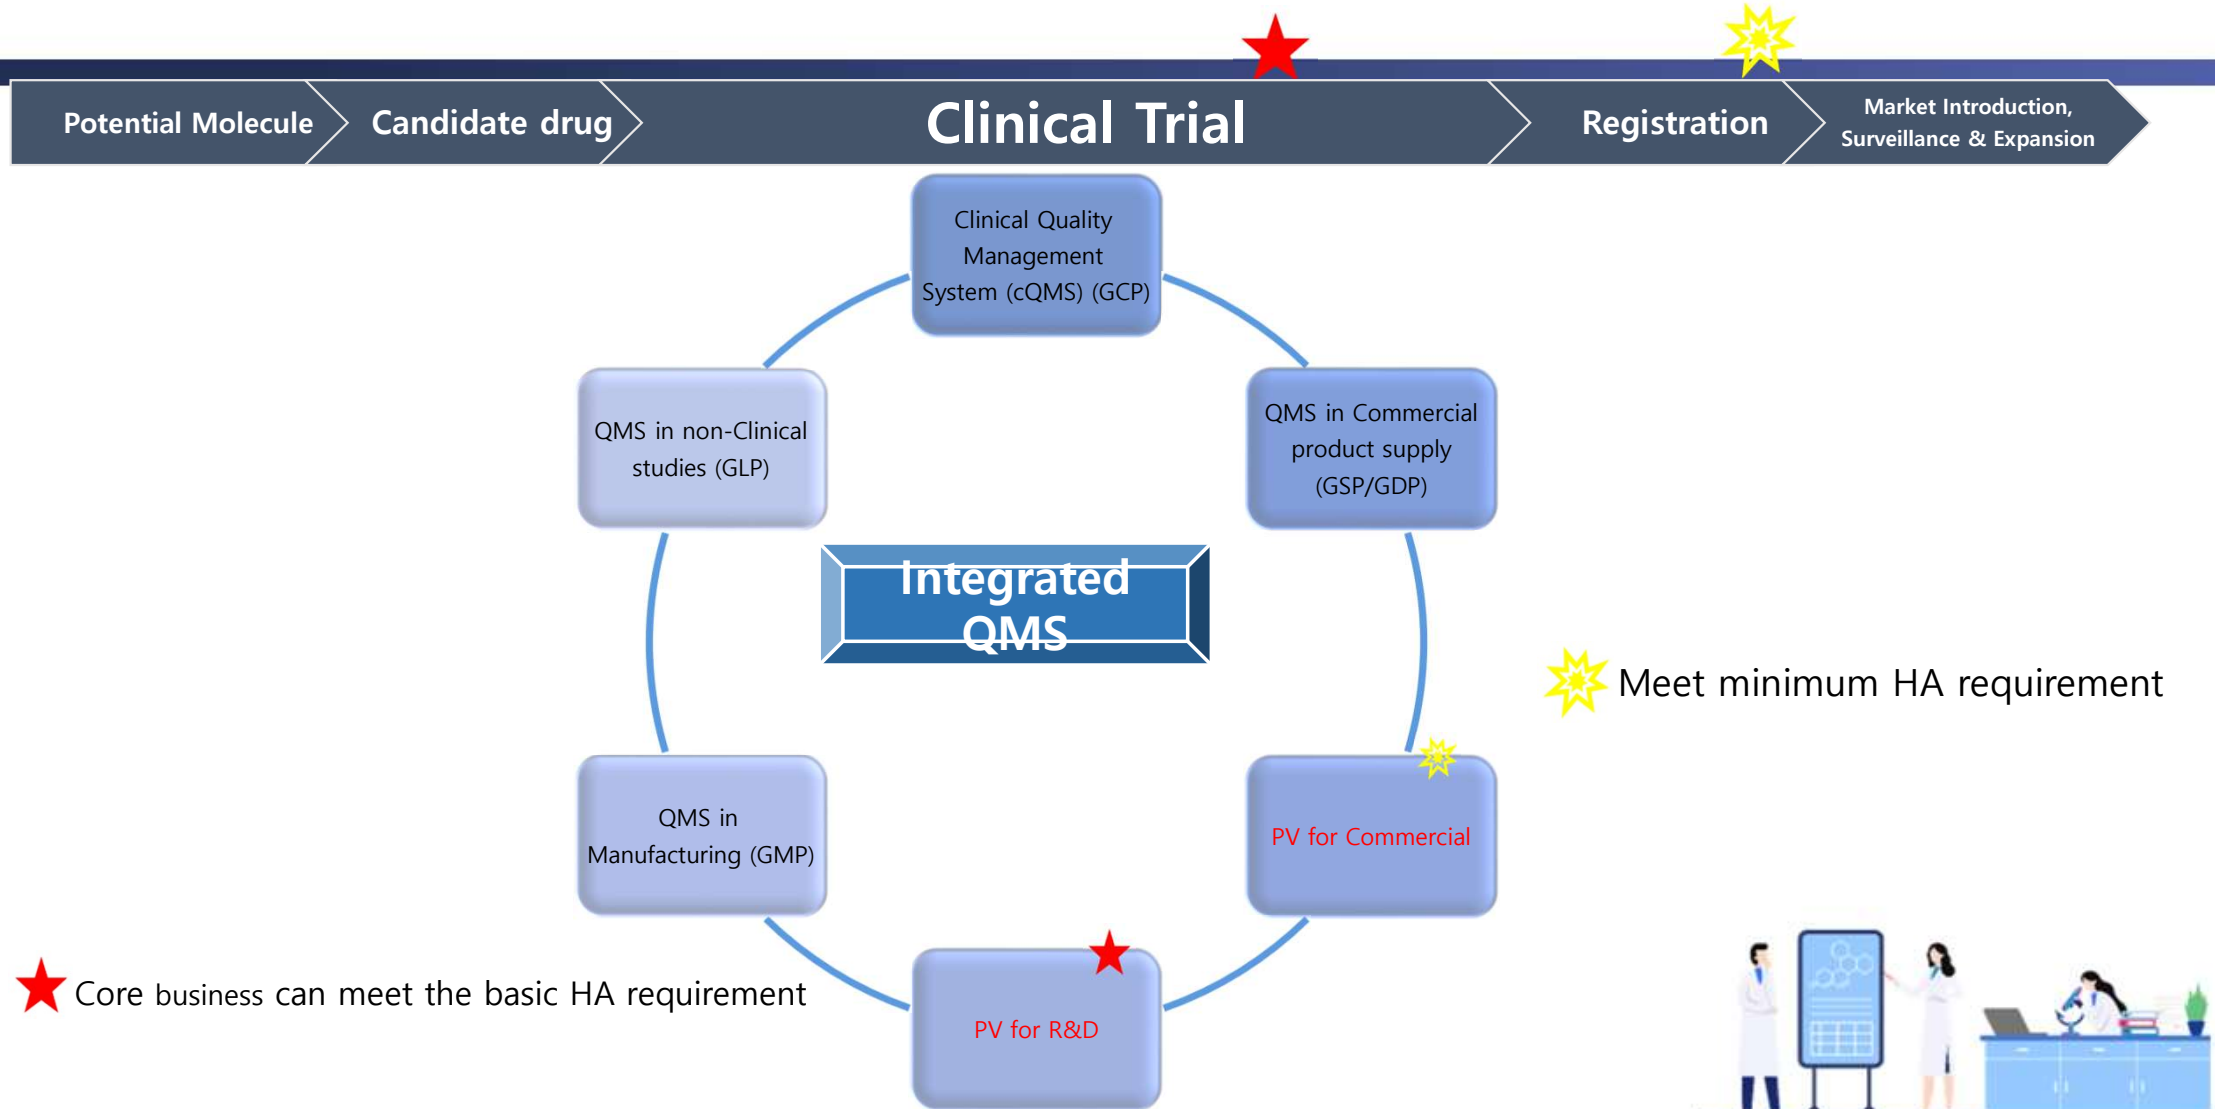 Potential Molecule
Candidate drug
Clinical Trial
Registration
Market Introduction,
Surveillance & Expansion
Clinical Quality
Management
System (cQMS) (GCP)
QMS in non-Clinical
studies (GLP)
QMS in Commercial
product supply
(GSP/GDP)
Integrated
QMS
Meet minimum HA requirement
QMS in
Manufacturing (GMP)
PV for Commercial
Core business can meet the basic HA requirement
PV for R&D